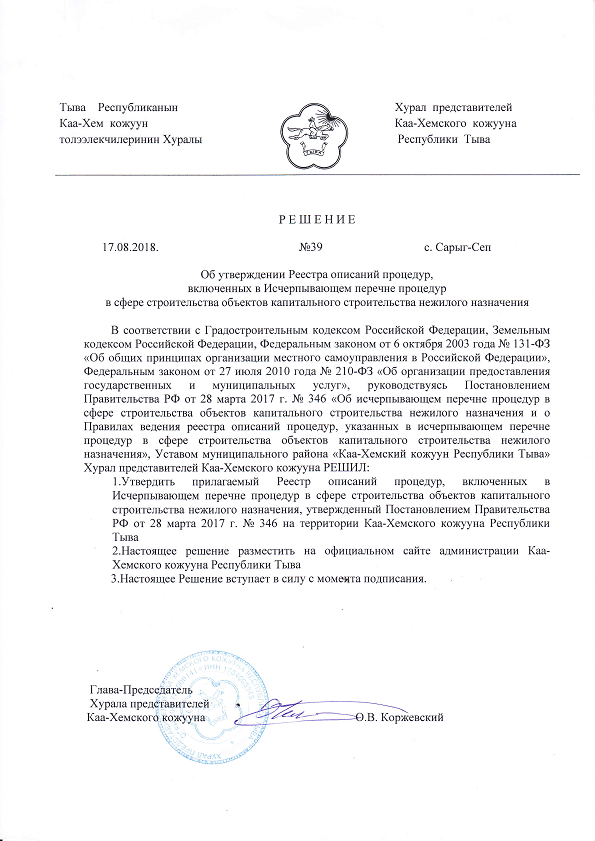 Тыва Республиканын
Каа-Хем кожуун
толээлекчилеринин Хуралы
Хурал представителей
Каа-Хемского кожууна
Республики Тыва
ТЫВА
Р Е Ш Е Н И Е
17.08.2018. №39 с. Сарыг-Сеп
Об утверждении Реестра описаний процедур,
включенных в Исчерпывающем перечне процедур
в сфере строительства объектов капитального строительства нежилого назначения
В соответствии с Градостроительным кодексом Российской Федерации, Земельным
кодексом Российской Федерации, Федеральным законом от 6 октября 2003 года № 131-ФЗ
«Об общих принципах организации местного самоуправления в Российской Федерации»,
Федеральным законом от 27 июля 2010 года № 210-ФЗ «Об организации предоставления
государственных и муниципальных услуг», руководствуясь Постановлением
Правительства РФ от 28 марта 2017 г. № 346 «Об исчерпывающем перечне процедур в
сфере строительства объектов капитального строительства нежилого назначения и о
Правилах ведения реестра описаний процедур, указанных в исчерпывающем перечне
процедур в сфере строительства объектов капитального строительства нежилого
назначения», Уставом муниципального района «Каа-Хемский кожуун Республики Тыва»
Хурал представителей Каа-Хемского кожууна РЕШИЛ:
1.Утвердить прилагаемый Реестр описаний процедур, включенных в
Исчерпывающем перечне процедур в сфере строительства объектов капитального
строительства нежилого назначения, утвержденный Постановлением Правительства
РФ от 28 марта 2017 г. № 346 на территории Каа-Хемского кожууна Республики
Тыва
2.Настоящее решение разместить на официальном сайте администрации Каа-
Хемского кожууна Республики Тыва
3.Настоящее Решение вступает в силу с момента подписания.
Глава-Председатель
Хурала представителей
Каа-Хемского кожууна О.В. Коржевский